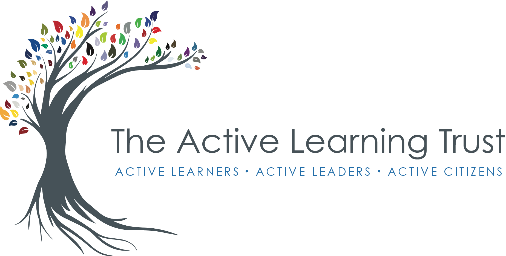 The Active Learning Trust
ACTIVE LEARNERS • ACTIVE LEADERS • ACTIVE CITIZENS